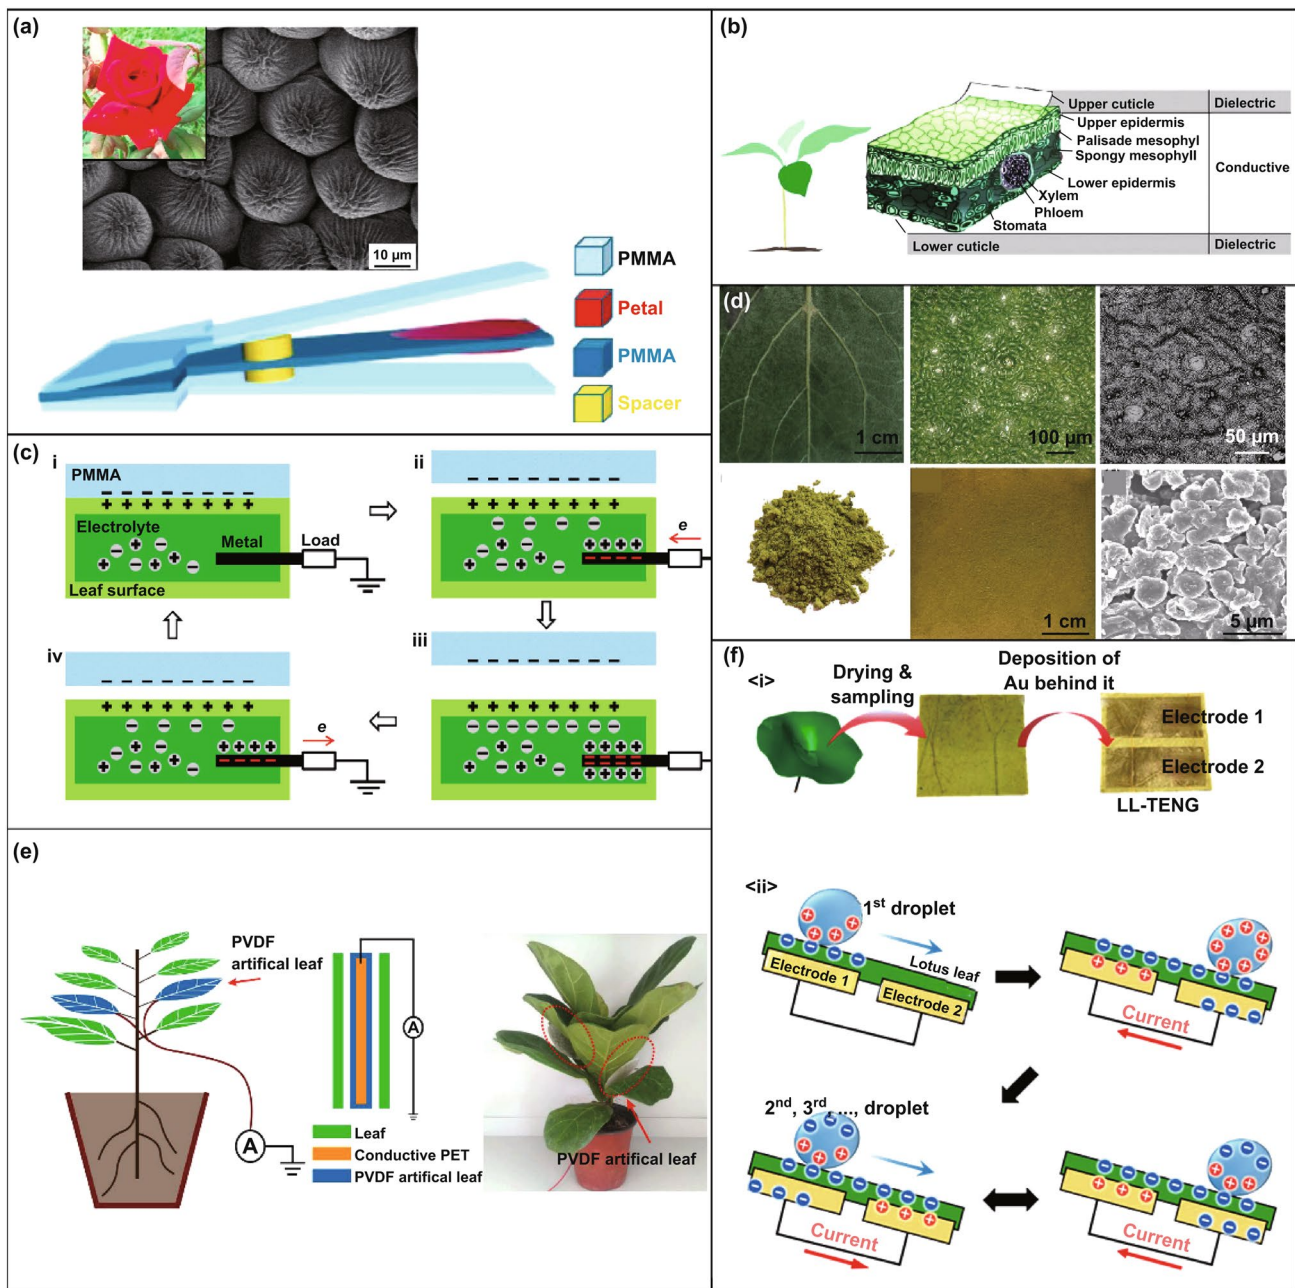 (a)
10 μm
PMMA
Petal
PMMA
Spacer
(b)
Upper cuticle
Dielectric
Upper epidermis
Palisade mesophyl
Spongy mesophyll
Conductive
Lower epidermis
Xylem
Phloem
Stomata
Lower cuticle
Dielectric
(c)
i
PMMA
Electrolyte
Metal
Load
Leaf surface
ii
e
iv
e
iii
(d)
1 cm
100 μm
50 μm
1 cm
5 μm
(e)
PVDF
artifical leaf
A
A
Leaf
Conductive PET
PVDF artifical leaf
PVDF artifical leaf
(f)
<i>
Drying &
sampling
Deposition of
Au behind it
Electrode 1
Electrode 2
LL-TENG
<ii>
1st droplet
Lotus leaf
Electrode 1
Electrode 2
Current
2nd, 3rd, ..., droplet
Current
Current